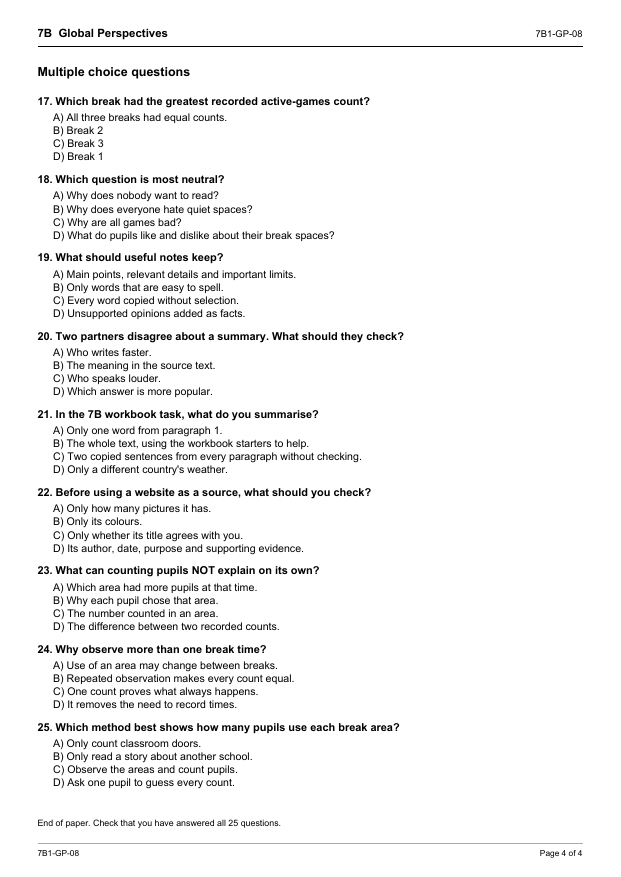 7B Global Perspectives
7B1-GP-08
Multiple choice questions
17. Which break had the greatest recorded active-games count?
A) All three breaks had equal counts.
B) Break 2
C) Break 3
D) Break 1
18. Which question is most neutral?
A) Why does nobody want to read?
B) Why does everyone hate quiet spaces?
C) Why are all games bad?
D) What do pupils like and dislike about their break spaces?
19. What should useful notes keep?
A) Main points, relevant details and important limits.
B) Only words that are easy to spell.
C) Every word copied without selection.
D) Unsupported opinions added as facts.
20. Two partners disagree about a summary. What should they check?
A) Who writes faster.
B) The meaning in the source text.
C) Who speaks louder.
D) Which answer is more popular.
21. In the 7B workbook task, what do you summarise?
A) Only one word from paragraph 1.
B) The whole text, using the workbook starters to help.
C) Two copied sentences from every paragraph without checking.
D) Only a different country's weather.
22. Before using a website as a source, what should you check?
A) Only how many pictures it has.
B) Only its colours.
C) Only whether its title agrees with you.
D) Its author, date, purpose and supporting evidence.
23. What can counting pupils NOT explain on its own?
A) Which area had more pupils at that time.
B) Why each pupil chose that area.
C) The number counted in an area.
D) The difference between two recorded counts.
24. Why observe more than one break time?
A) Use of an area may change between breaks.
B) Repeated observation makes every count equal.
C) One count proves what always happens.
D) It removes the need to record times.
25. Which method best shows how many pupils use each break area?
A) Only count classroom doors.
B) Only read a story about another school.
C) Observe the areas and count pupils.
D) Ask one pupil to guess every count.
End of paper. Check that you have answered all 25 questions.
7B1-GP-08
Page 4 of 4